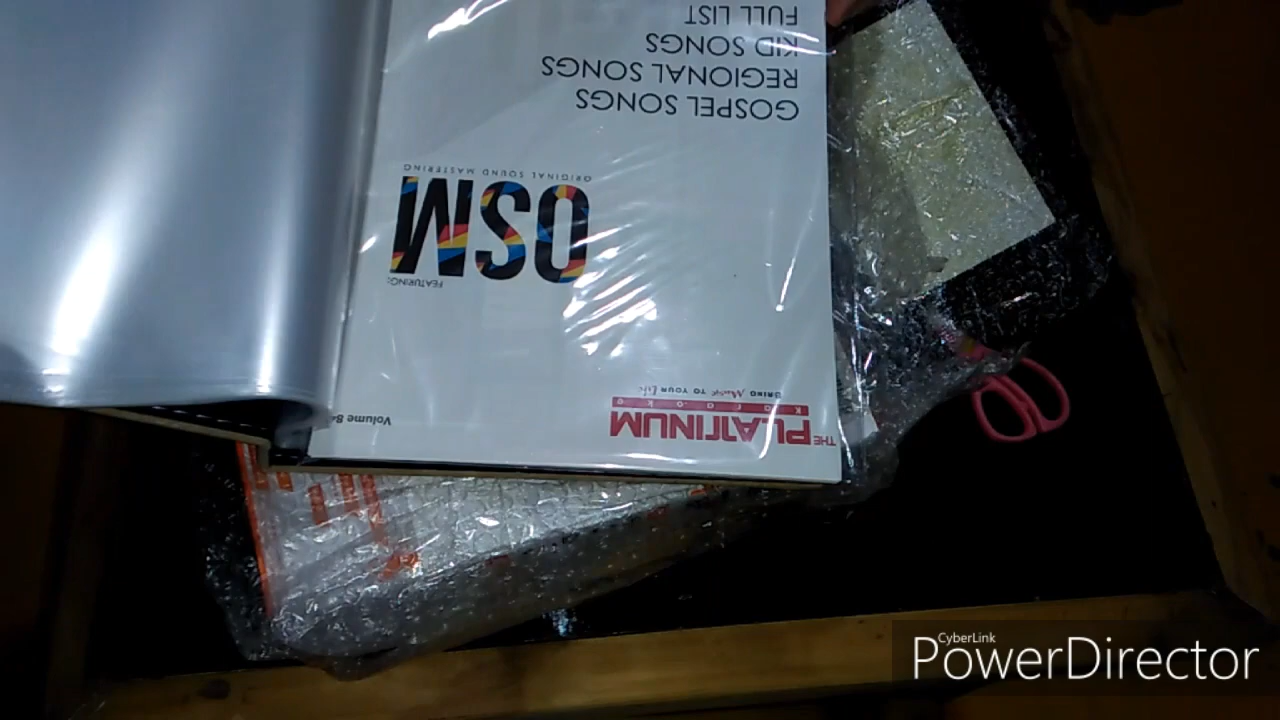 THE PLATINUM
Karaoke
BRING Music TO YOUR Life
FEATURING:
OSM
ORIGINAL SOUND MASTERING
GOSPEL SONGS
REGIONAL SONGS
KID SONGS
FULL LIST
CyberLink
PowerDirector